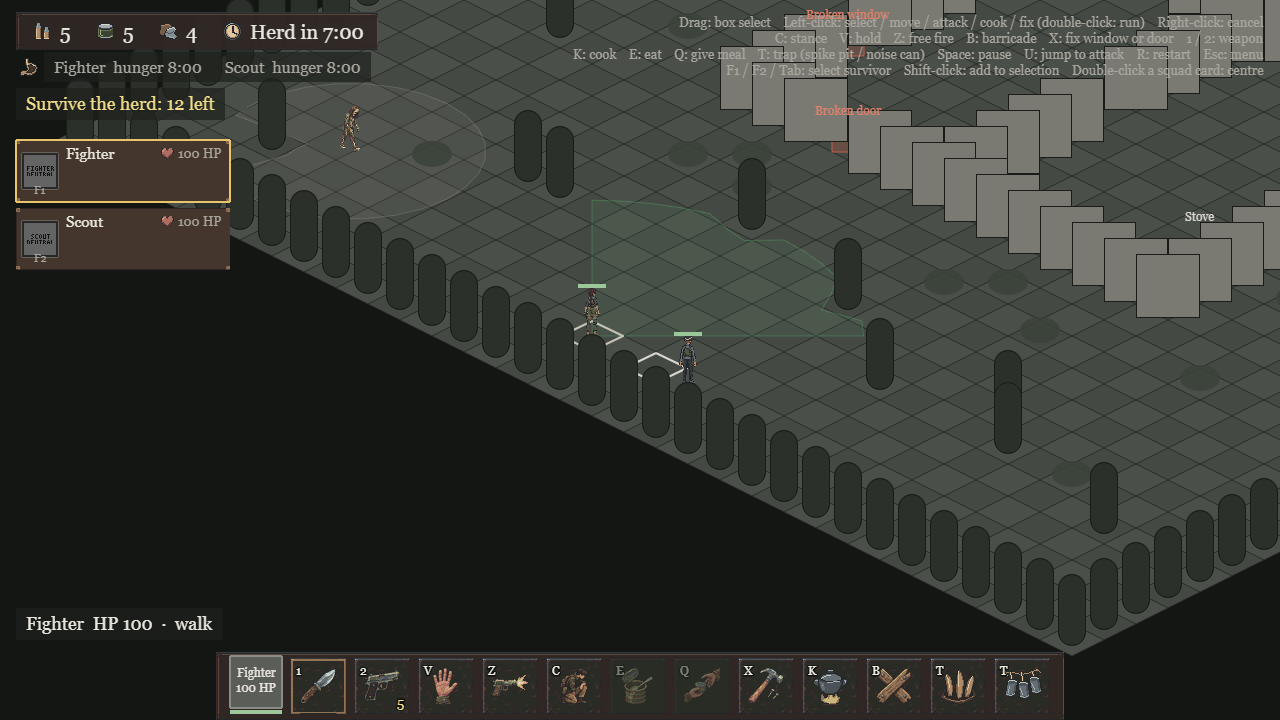 5 5 4 Herd in 7:00
Fighter hunger 8:00 Scout hunger 8:00
Survive the herd: 12 left
Fighter 100 HP
FIGHTER
NEUTRAL
F1
Scout 100 HP
SCOUT
NEUTRAL
F2
Drag: box select Left-click: select / move / attack / cook / fix (double-click: run) Right-click: cancel
C: stance V: hold Z: free fire B: barricade X: fix window or door 1 / 2: weapon
K: cook E: eat Q: give meal T: trap (spike pit / noise can) Space: pause U: jump to attack R: restart Esc: menu
F1 / F2 / Tab: select survivor Shift-click: add to selection Double-click a squad card: centre
Broken window
Broken door
Stove
Fighter HP 100 · walk
Fighter
100 HP
1 2 5 V Z C E Q X K B T T